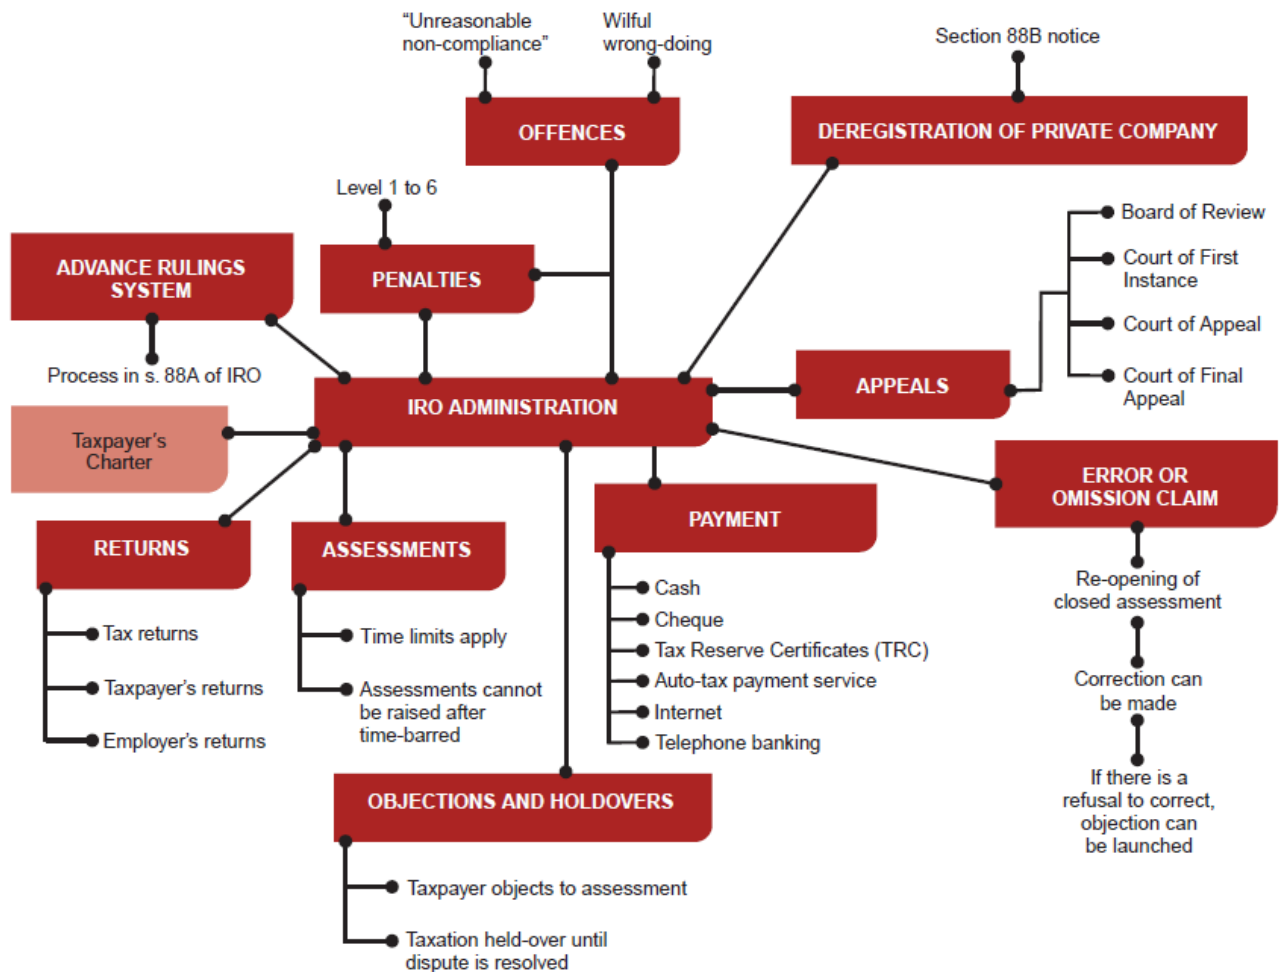 “Unreasonable
non-compliance”
Wilful
wrong-doing
Section 88B notice
OFFENCES
DEREGISTRATION OF PRIVATE COMPANY
Level 1 to 6
PENALTIES
ADVANCE RULINGS
SYSTEM
Process in s. 88A of IRO
Board of Review
Court of First
Instance
Court of Appeal
Court of Final
Appeal
APPEALS
IRO ADMINISTRATION
Taxpayer’s
Charter
ERROR OR
OMISSION CLAIM
Re-opening of
closed assessment
Correction can
be made
If there is a
refusal to correct,
objection can
be launched
RETURNS
Tax returns
Taxpayer’s returns
Employer’s returns
ASSESSMENTS
Time limits apply
Assessments cannot
be raised after
time-barred
PAYMENT
Cash
Cheque
Tax Reserve Certificates (TRC)
Auto-tax payment service
Internet
Telephone banking
OBJECTIONS AND HOLDOVERS
Taxpayer objects to assessment
Taxation held-over until
dispute is resolved